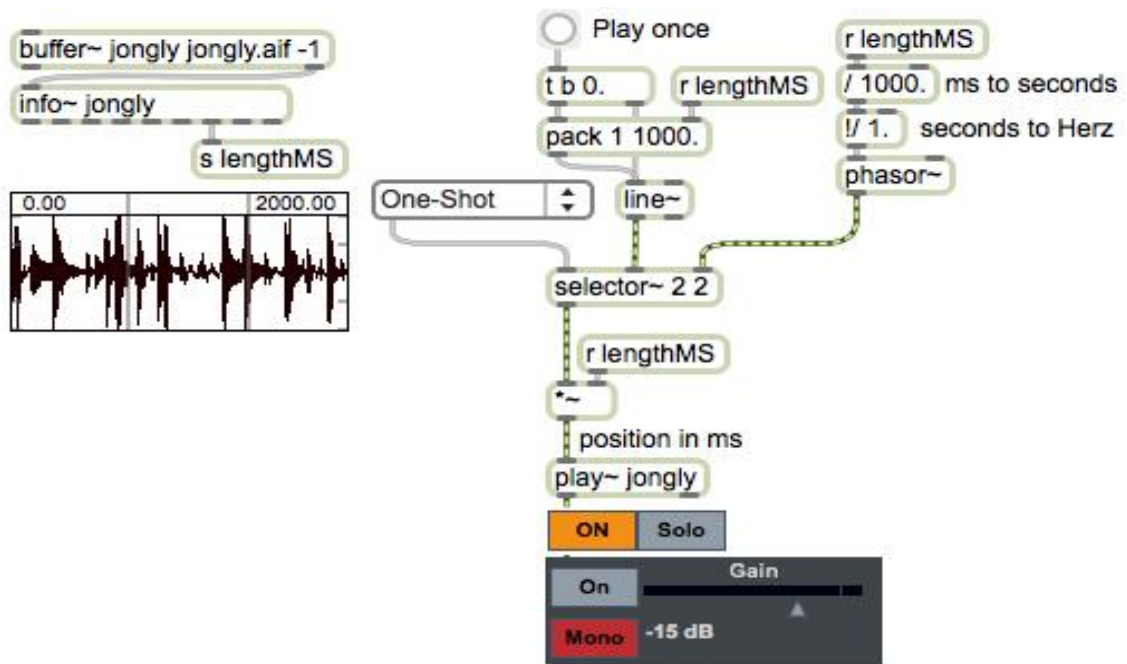 buffer~ jongly jongly.aif -1
info~ jongly
s lengthMS
0.00 2000.00
Play once
t b 0.
r lengthMS
pack 1 1000.
One-Shot
line~
r lengthMS
/ 1000. ms to seconds
!/ 1. seconds to Herz
phasor~
selector~ 2 2
r lengthMS
*~
position in ms
play~ jongly
ON Solo
On Gain
Mono -15 dB